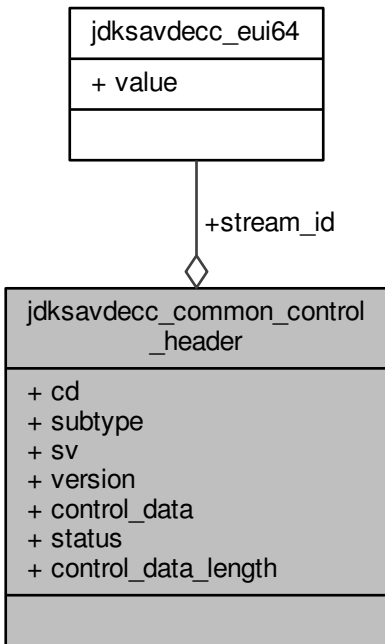 jdksavdecc_eui64
+ value
+stream_id
jdksavdecc_common_control
_header
+ cd
+ subtype
+ sv
+ version
+ control_data
+ status
+ control_data_length